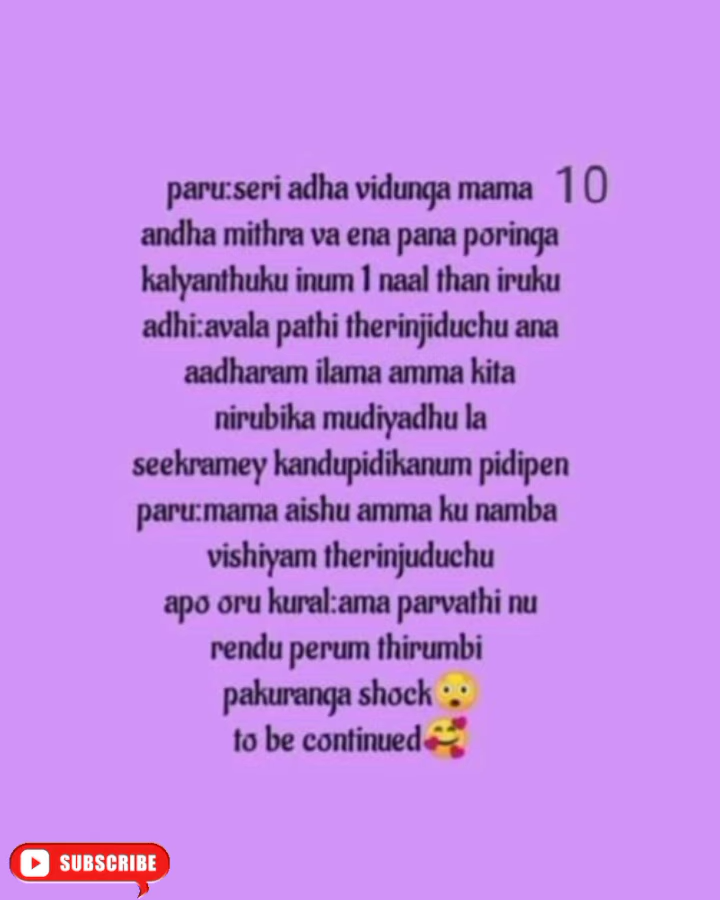 paru:seri adha vidunga mama 10
andha mithra va ena pana poringa
kalyanthuku inum 1 naal than iruku
adhi:avala pathi therinjiduchu ana
aadharam ilama amma kita
nirubika mudiyadhu la
seekramey kandupidikanum pidipen
paru:mama aishu amma ku namba
vishiyam therinjuduchu
apo oru kural:ama parvathi nu
rendu perum thirumbi
pakuranga shock😯
to be continued🥰
SUBSCRIBE